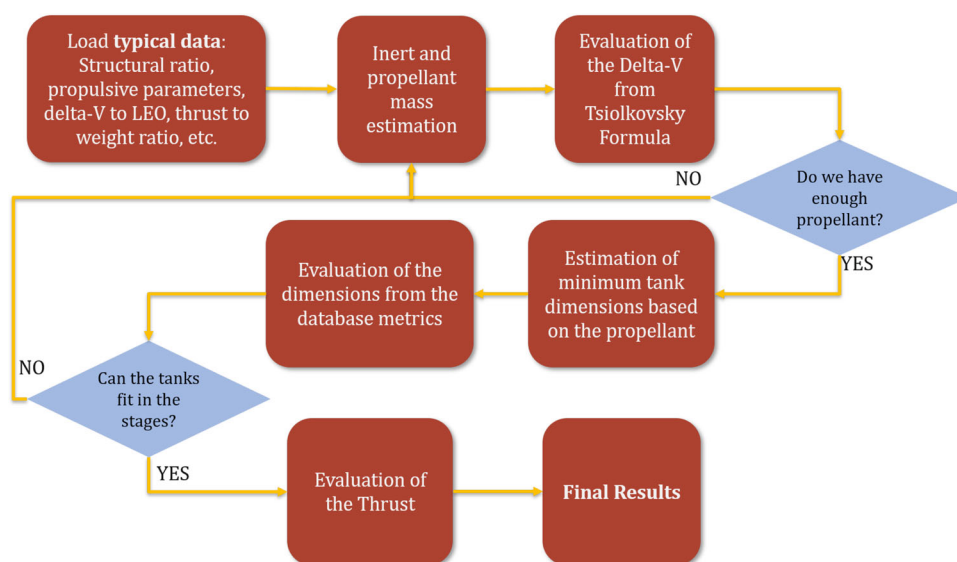 Load typical data:
Structural ratio,
propulsive parameters,
delta-V to LEO, thrust to
weight ratio, etc.
Inert and
propellant
mass
estimation
Evaluation of
the Delta-V
from
Tsiolkovsky
Formula
Do we have
enough
propellant?
NO
YES
Estimation of
minimum tank
dimensions based
on the propellant
Evaluation of the
dimensions from the
database metrics
Can the tanks
fit in the
stages?
NO
YES
Evaluation of
the Thrust
Final Results